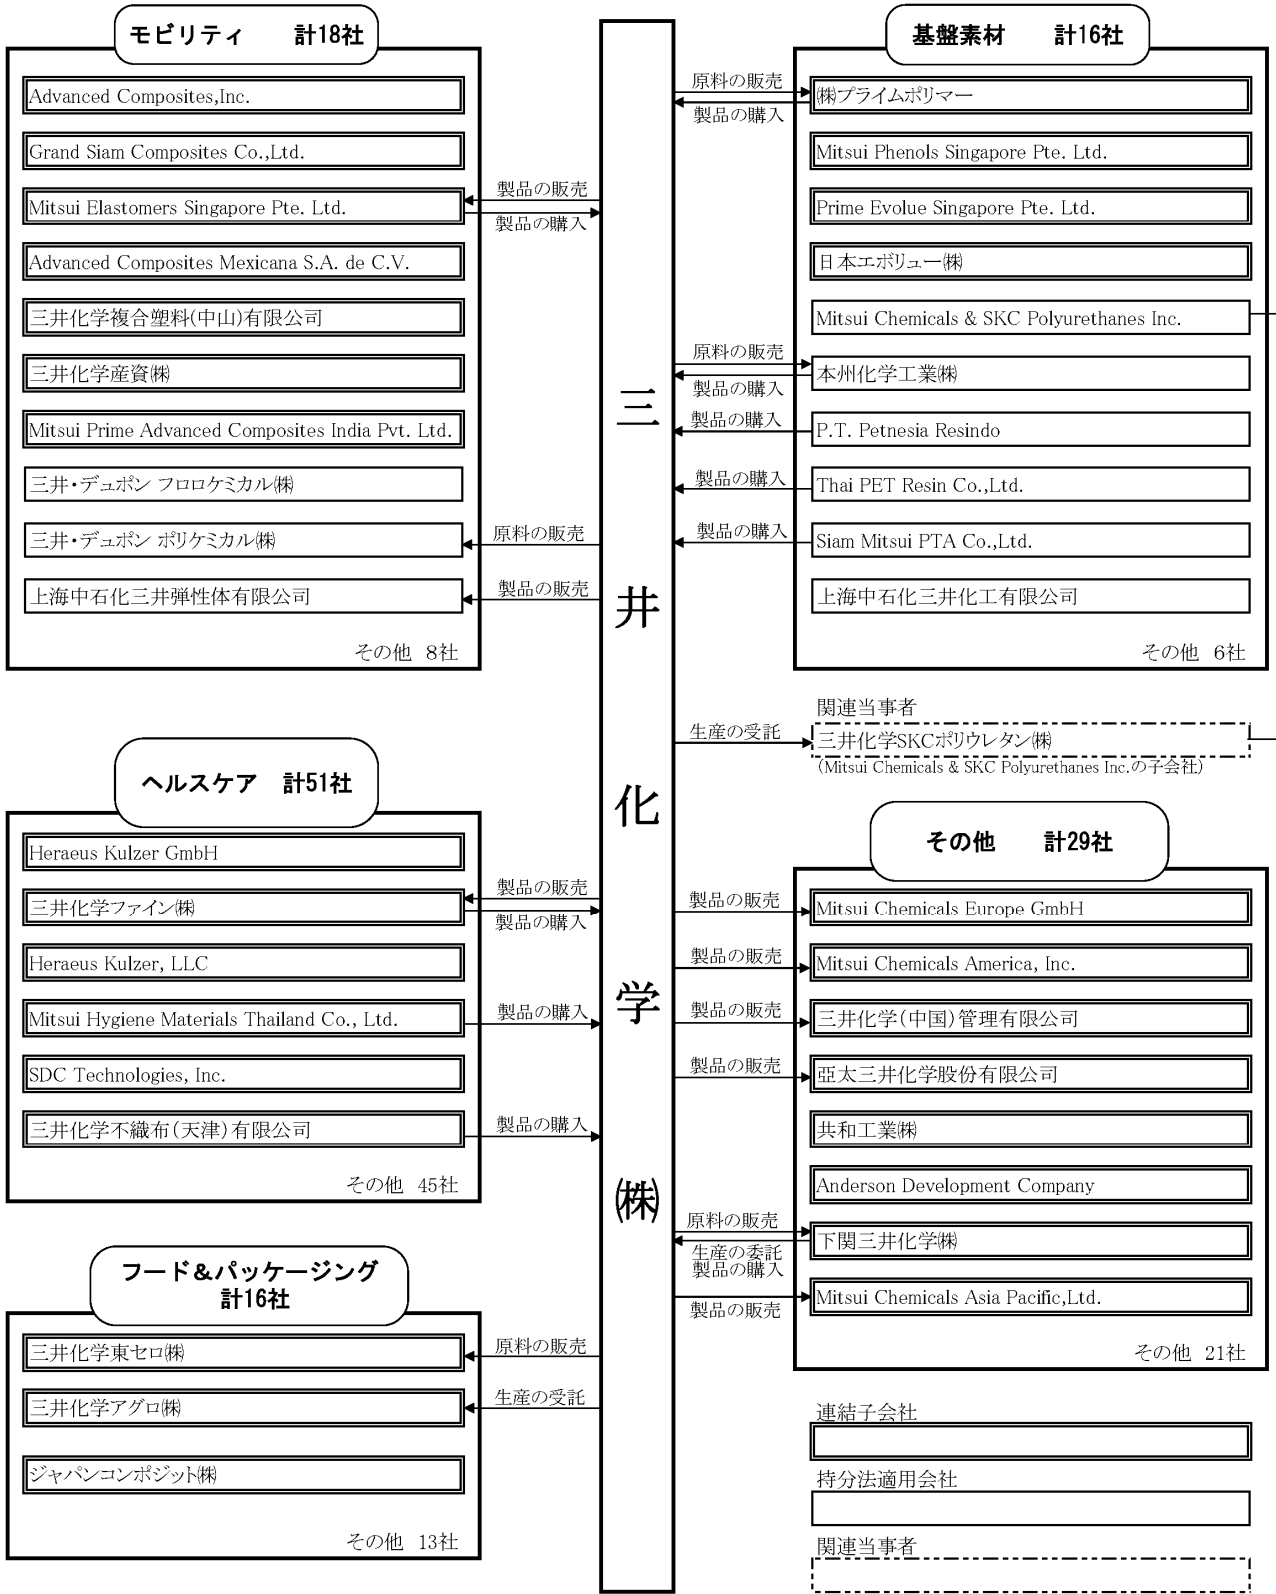 モビリティ　　計18社
Advanced Composites,Inc.
Grand Siam Composites Co.,Ltd.
Mitsui Elastomers Singapore Pte. Ltd.
Advanced Composites Mexicana S.A. de C.V.
三井化学複合塑料(中山)有限公司
三井化学産資㈱
Mitsui Prime Advanced Composites India Pvt. Ltd.
三井・デュポン フロロケミカル㈱
三井・デュポン ポリケミカル㈱
上海中石化三井弾性体有限公司
その他 8社
製品の販売
製品の購入
原料の販売
製品の販売
ヘルスケア　計51社
Heraeus Kulzer GmbH
三井化学ファイン㈱
Heraeus Kulzer, LLC
Mitsui Hygiene Materials Thailand Co., Ltd.
SDC Technologies, Inc.
三井化学不織布(天津)有限公司
その他 45社
製品の販売
製品の購入
製品の購入
製品の購入
フード＆パッケージング
計16社
三井化学東セロ㈱
三井化学アグロ㈱
ジャパンコンポジット㈱
その他 13社
原料の販売
生産の受託
三井化学㈱
基盤素材　　計16社
原料の販売
製品の購入
㈱プライムポリマー
Mitsui Phenols Singapore Pte. Ltd.
Prime Evolue Singapore Pte. Ltd.
日本エボリュー㈱
Mitsui Chemicals & SKC Polyurethanes Inc.
原料の販売
製品の購入
本州化学工業㈱
製品の購入
P.T. Petnesia Resindo
製品の購入
Thai PET Resin Co.,Ltd.
製品の購入
Siam Mitsui PTA Co.,Ltd.
上海中石化三井化工有限公司
その他 6社
関連当事者
生産の受託
三井化学SKCポリウレタン㈱
(Mitsui Chemicals & SKC Polyurethanes Inc.の子会社)
その他　　計29社
製品の販売
Mitsui Chemicals Europe GmbH
製品の販売
Mitsui Chemicals America, Inc.
製品の販売
三井化学(中国)管理有限公司
製品の販売
亞太三井化学股份有限公司
共和工業㈱
Anderson Development Company
原料の販売
生産の委託
製品の購入
下関三井化学㈱
製品の販売
Mitsui Chemicals Asia Pacific,Ltd.
その他 21社
連結子会社
持分法適用会社
関連当事者